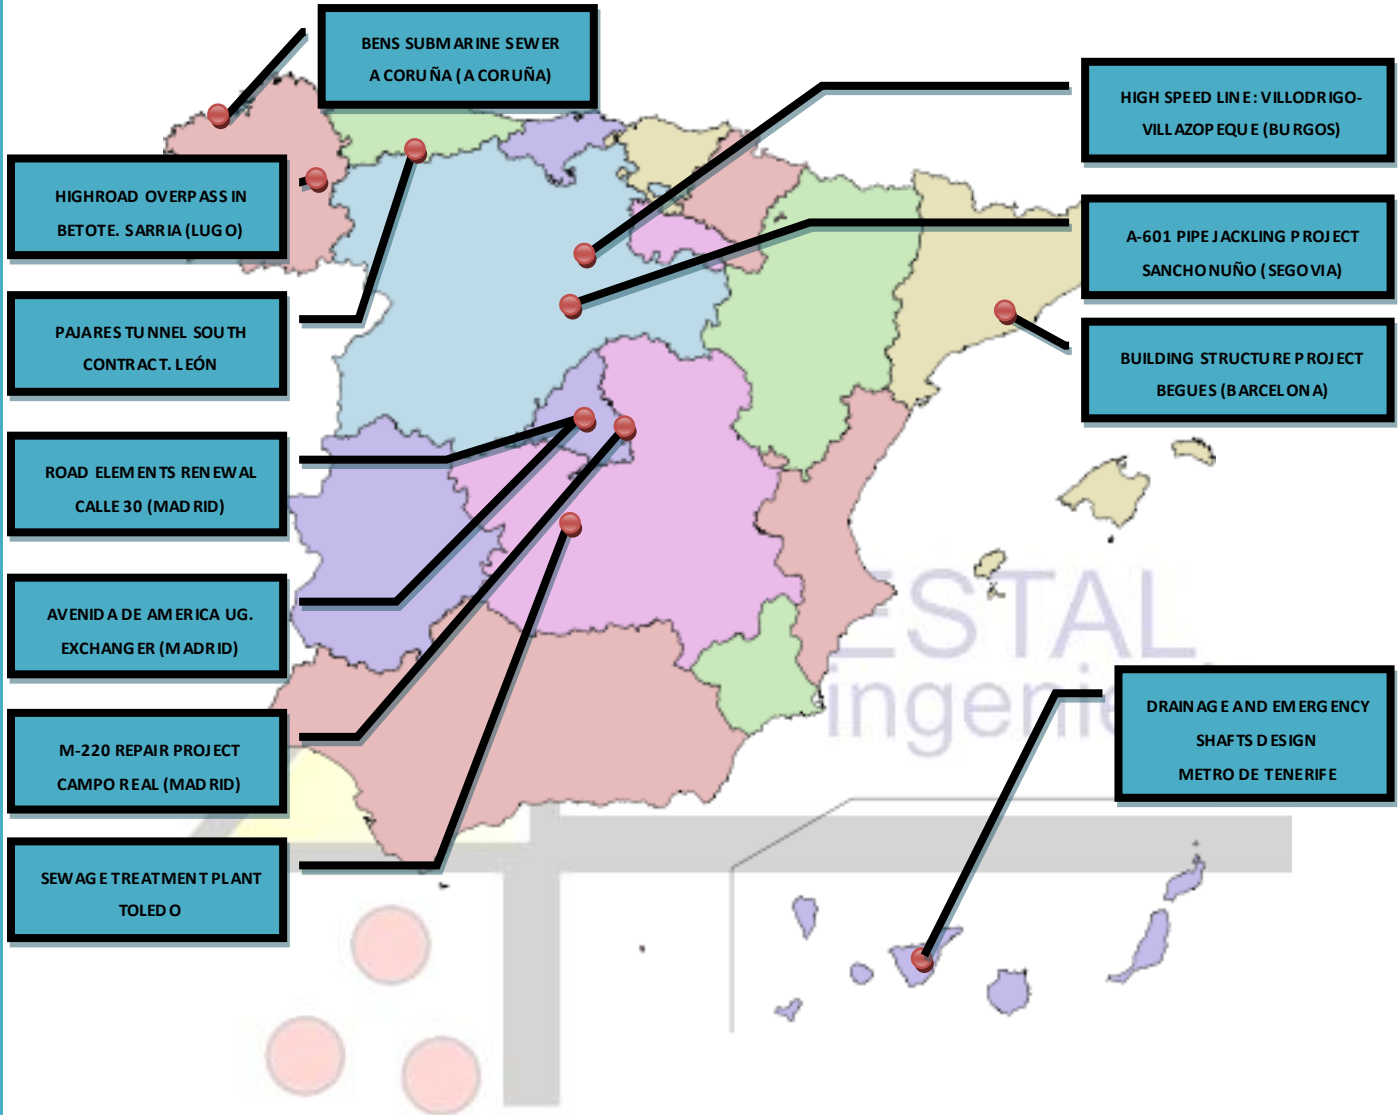 BENS SUBMARINE SEWER
A CORUÑA (A CORUÑA)
HIGH SPEED LINE: VILLODRIGO-
VILLAZOPEQUE (BURGOS)
HIGHROAD OVERPASS IN
BETOTE. SARRIA (LUGO)
A-601 PIPE JACKLING PROJECT
SANCHONUÑO (SEGOVIA)
PAJARES TUNNEL SOUTH
CONTRACT. LEÓN
BUILDING STRUCTURE PROJECT
BEGUES (BARCELONA)
ROAD ELEMENTS RENEWAL
CALLE 30 (MADRID)
AVENIDA DE AMERICA UG.
EXCHANGER (MADRID)
M-220 REPAIR PROJECT
CAMPO REAL (MADRID)
SEWAGE TREATMENT PLANT
TOLEDO
DRAINAGE AND EMERGENCY
SHAFTS DESIGN
METRO DE TENERIFE
ESTAL